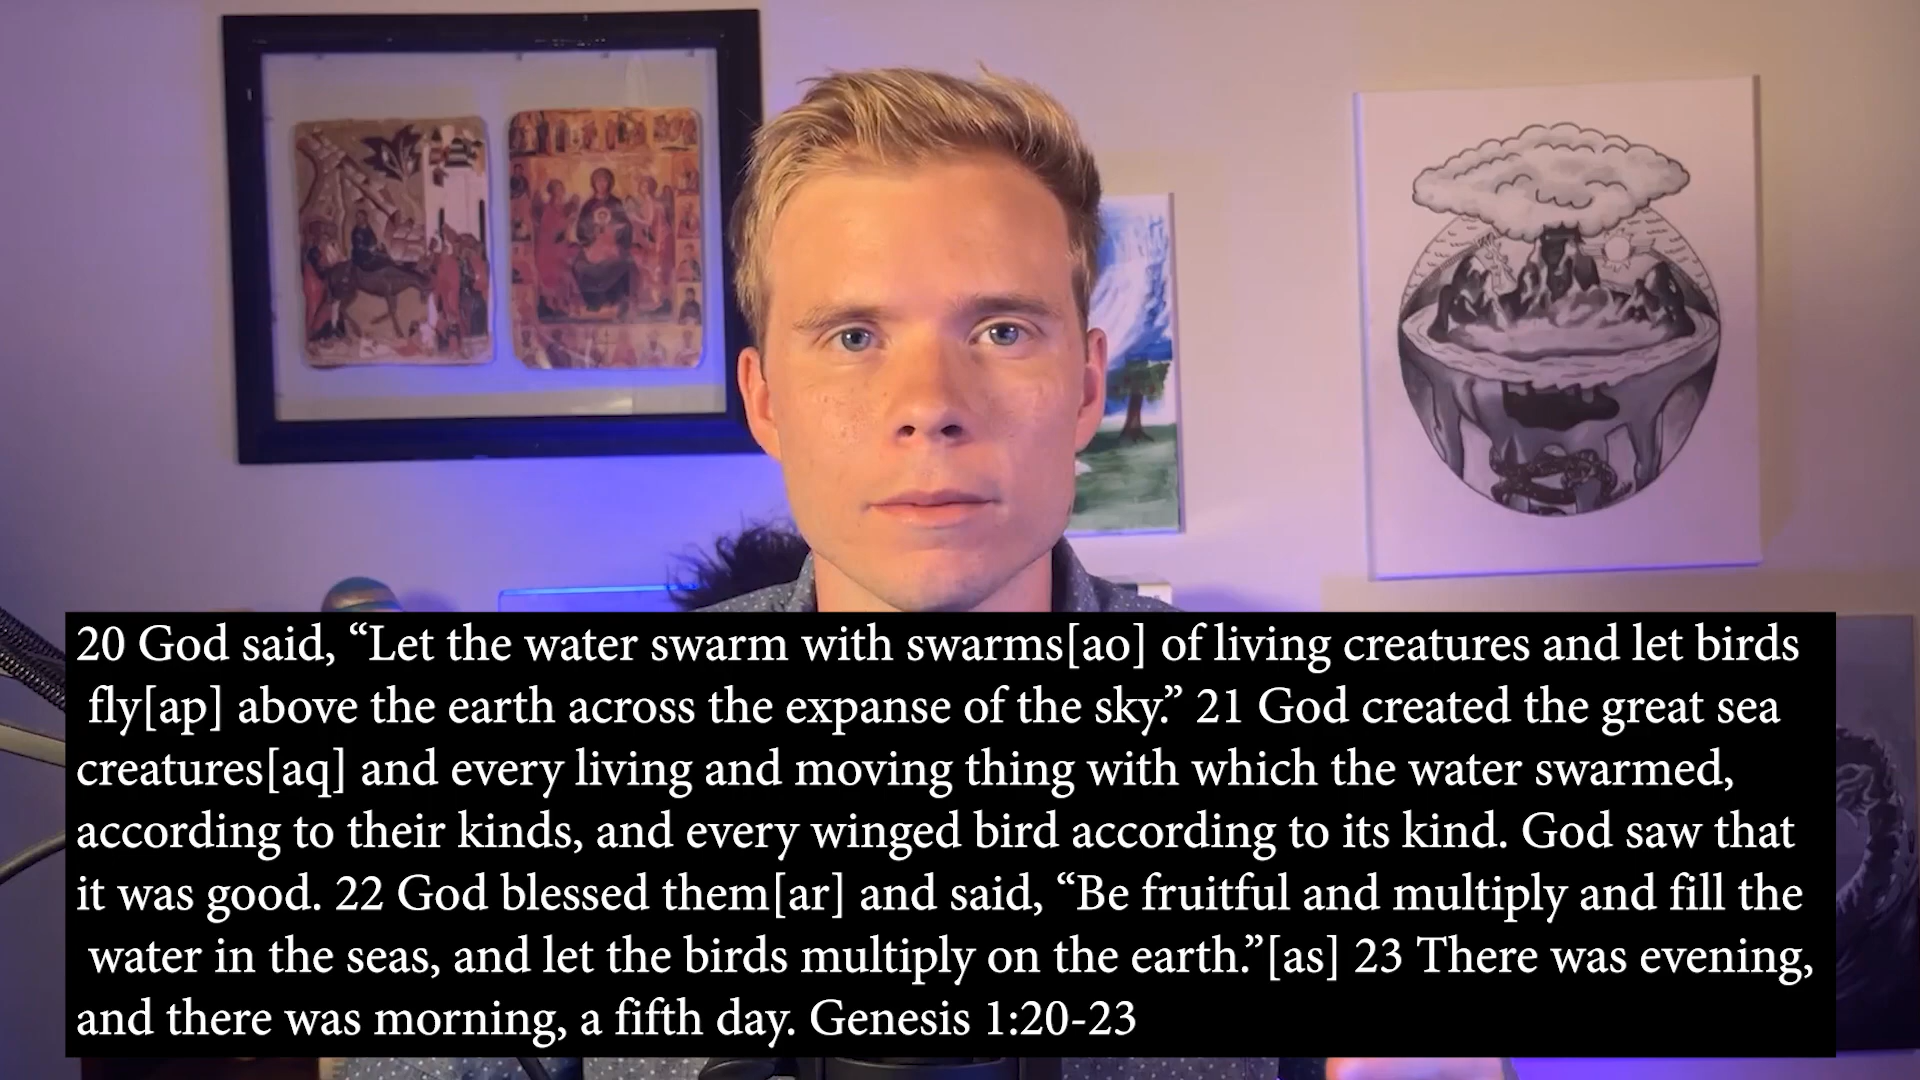 20 God said, “Let the water swarm with swarms[ao] of living creatures and let birds
fly[ap] above the earth across the expanse of the sky.” 21 God created the great sea
creatures[aq] and every living and moving thing with which the water swarmed,
according to their kinds, and every winged bird according to its kind. God saw that
it was good. 22 God blessed them[ar] and said, “Be fruitful and multiply and fill the
water in the seas, and let the birds multiply on the earth.”[as] 23 There was evening,
and there was morning, a fifth day. Genesis 1:20-23